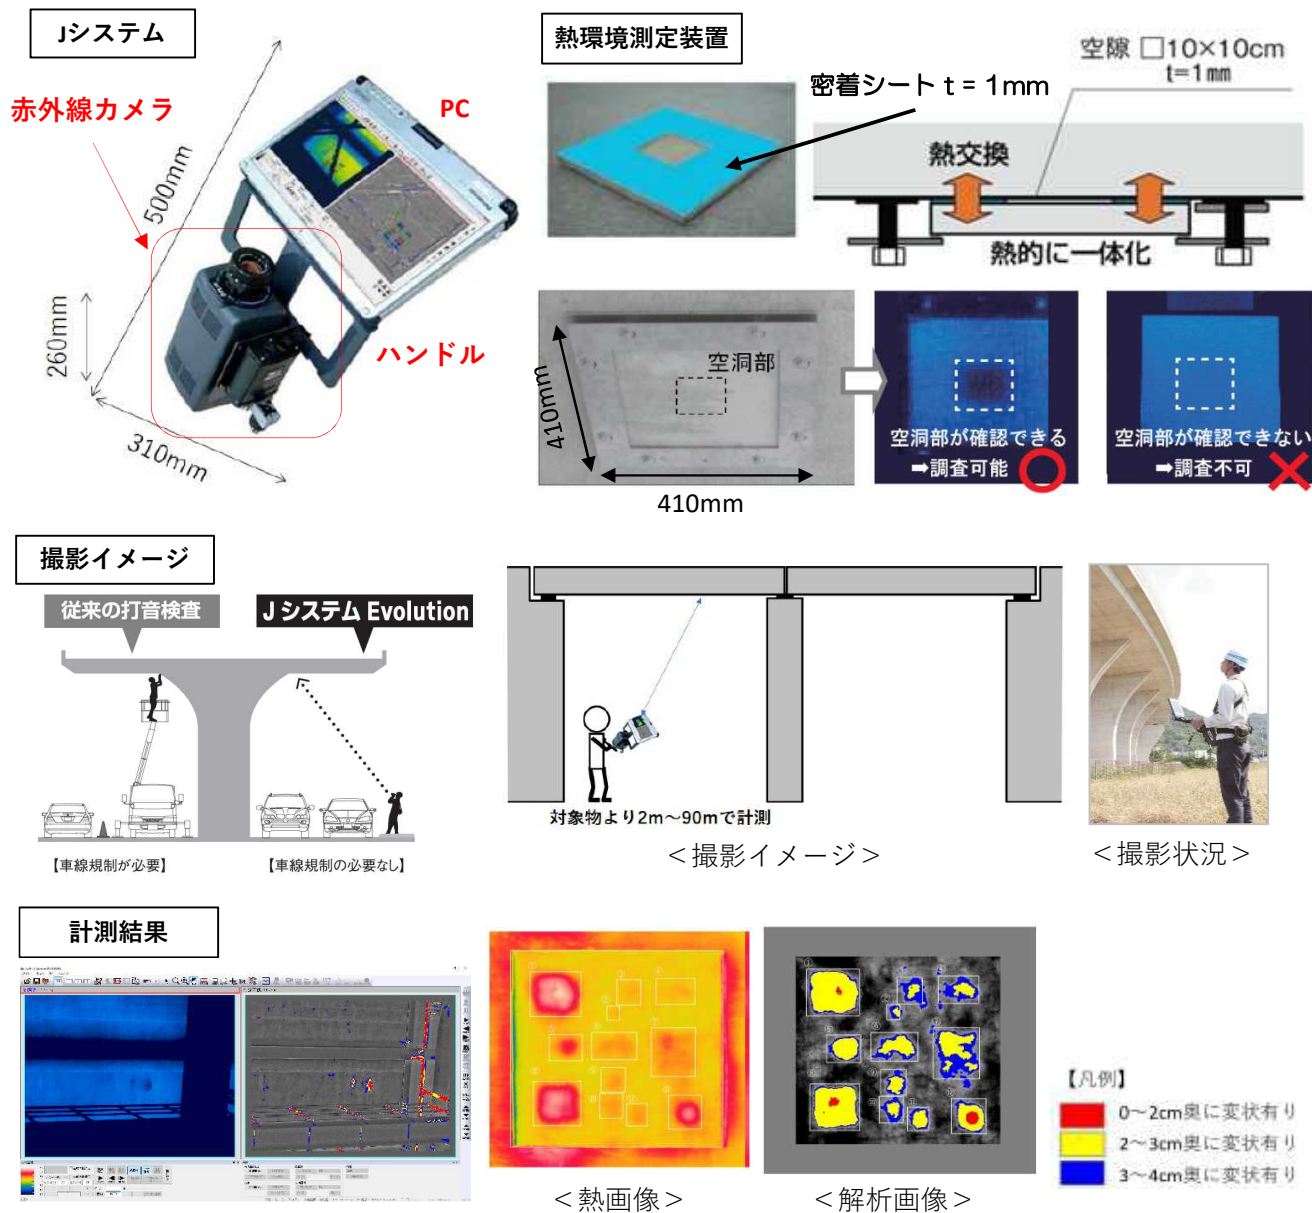 Jシステム
赤外線カメラ
PC
500mm
260mm
310mm
ハンドル
熱環境測定装置
密着シート t = 1mm
空隙 □10×10cm
t=1mm
熱交換
熱的に一体化
空洞部
410mm
410mm
空洞部が確認できる
➡調査可能
空洞部が確認できない
➡調査不可
撮影イメージ
従来の打音検査
J システム Evolution
【車線規制が必要】
【車線規制の必要なし】
対象物より2m～90mで計測
＜撮影イメージ＞
＜撮影状況＞
計測結果
＜熱画像＞
＜解析画像＞
【凡例】
0～2cm奥に変状有り
2～3cm奥に変状有り
3～4cm奥に変状有り